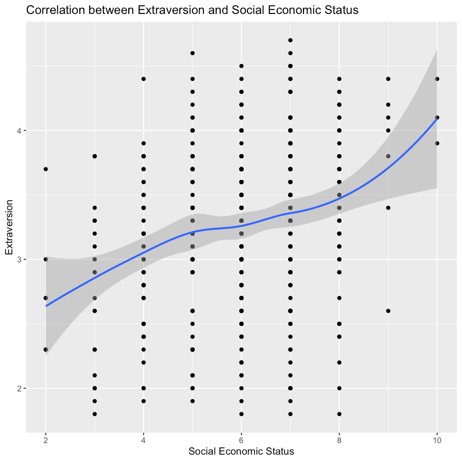 Correlation between Extraversion and Social Economic Status
4
3
2
Extraversion
2 4 6 8 10
Social Economic Status